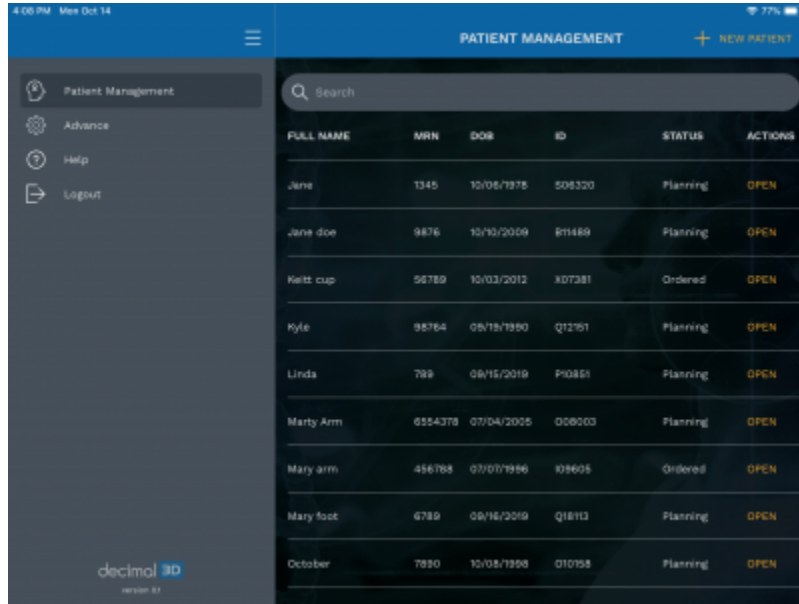 4:08 PM Mon Oct 14
77%
PATIENT MANAGEMENT
NEW PATIENT
Patient Management
Advance
Help
Logout
Search
FULL NAME MRN DOB ID STATUS ACTIONS
Jane 1345 10/06/1978 S06320 Planning OPEN
Jane doe 9876 10/10/2009 B11489 Planning OPEN
Keitt cup 56789 10/03/2012 X07381 Ordered OPEN
Kyle 98764 09/19/1990 Q12151 Planning OPEN
Linda 789 09/15/2019 P10851 Planning OPEN
Marty Arm 6554378 07/04/2005 O08003 Planning OPEN
Mary arm 456788 07/07/1996 I09605 Ordered OPEN
Mary foot 6789 09/16/2019 Q18113 Planning OPEN
October 7890 10/08/1998 O10158 Planning OPEN
decimal 3D